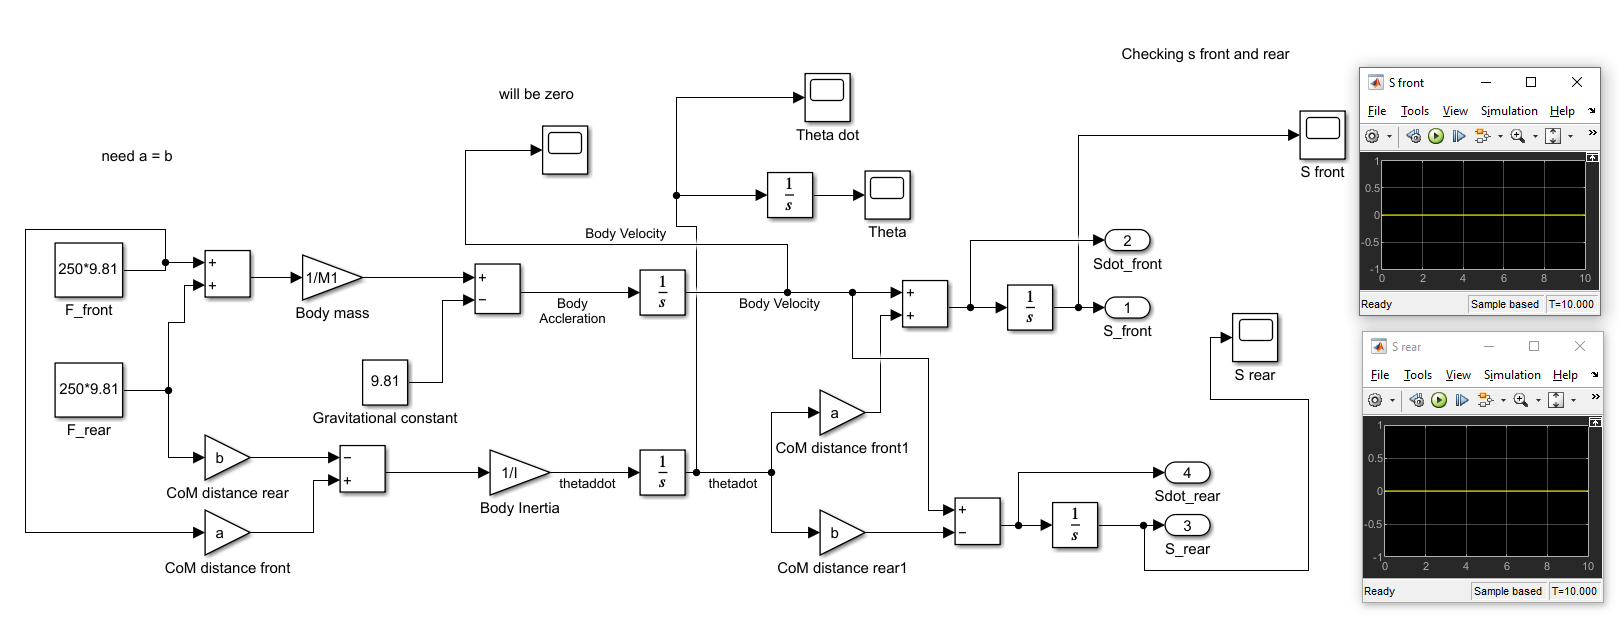 Checking s front and rear
will be zero
need a = b
Theta dot
1
s
Theta
S front
Body Velocity
250*9.81
F_front
+
+
1/M1
Body mass
+
−
Body
Accleration
1
s
Body Velocity
+
+
1
s
2
Sdot_front
1
S_front
250*9.81
F_rear
9.81
Gravitational constant
S rear
a
CoM distance front1
b
CoM distance rear
−
+
1/I
Body Inertia
thetaddot
1
s
thetadot
a
CoM distance front
b
CoM distance rear1
+
−
1
s
4
Sdot_rear
3
S_rear
S front
File Tools View Simulation Help
1
0.5
0
-0.5
-1
0 2 4 6 8 10
Ready Sample based T=10.000
S rear
File Tools View Simulation Help
1
0.5
0
-0.5
-1
0 2 4 6 8 10
Ready Sample based T=10.000